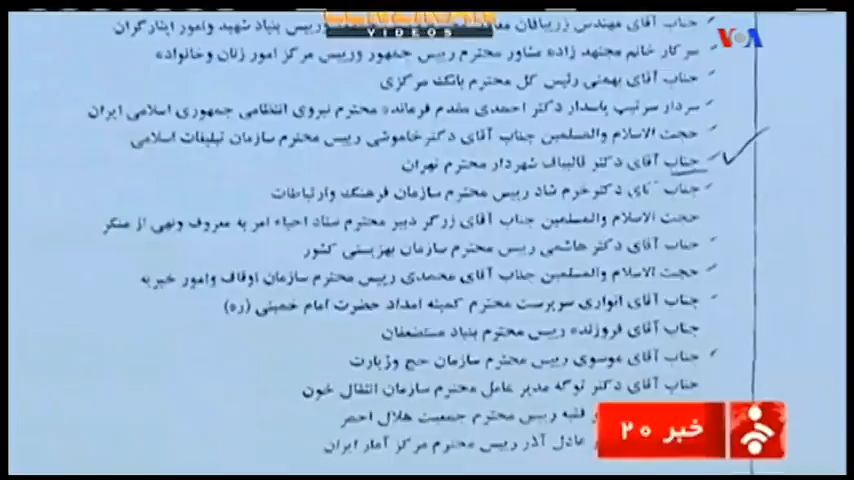 VIDEOS
VOA
جناب آقای مهندس زریبافان ورییس بنیاد شهید وامور ایثارگران
سرکار خانم مجتهد زاده مشاور محترم رییس جمهور ورییس مرکز امور زنان وخانواده
جناب آقای بهمنی رئیس کل محترم بانک مرکزی
سردار سرتیپ پاسدار دکتر احمدی مقدم فرمانده محترم نیروی انتظامی جمهوری اسلامی ایران
حجت الاسلام والمسلمین جناب آقای دکترخاموشی رییس محترم سازمان تبلیغات اسلامی
جناب آقای دکتر قالیباف شهردار محترم تهران
جناب آقای دکترخرم شاد رییس محترم سازمان فرهنگ وارتباطات
حجت الاسلام والمسلمین جناب آقای زرگر دبیر محترم ستاد احیاء امر به معروف ونهی از منکر
جناب آقای دکتر هاشمی رییس محترم سازمان بهزیستی کشور
حجت الاسلام والمسلمین جناب آقای محمدی رییس محترم سازمان اوقاف وامور خیریه
جناب آقای انواری سرپرست محترم کمیته امداد حضرت امام خمینی (ره)
جناب آقای فروزنده رییس محترم بنیاد مستضعفان
جناب آقای موسوی رییس محترم سازمان حج وزیارت
جناب آقای دکتر توگه مدیر عامل محترم سازمان انتقال خون
فقیه رییس محترم جمعیت هلال احمر
عادل آذر رییس محترم مرکز آمار ایران
خبر ۲۰